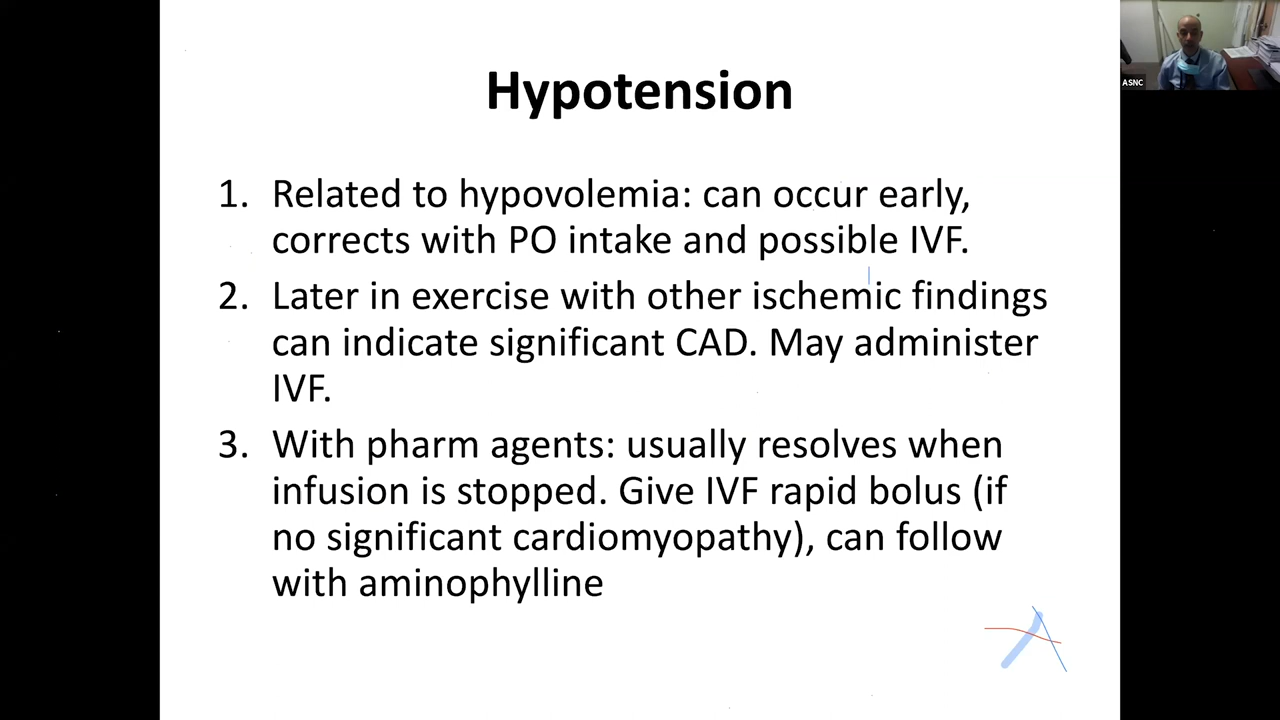 Hypotension
1. Related to hypovolemia: can occur early,
corrects with PO intake and possible IVF.
2. Later in exercise with other ischemic findings
can indicate significant CAD. May administer
IVF.
3. With pharm agents: usually resolves when
infusion is stopped. Give IVF rapid bolus (if
no significant cardiomyopathy), can follow
with aminophylline
ASNC